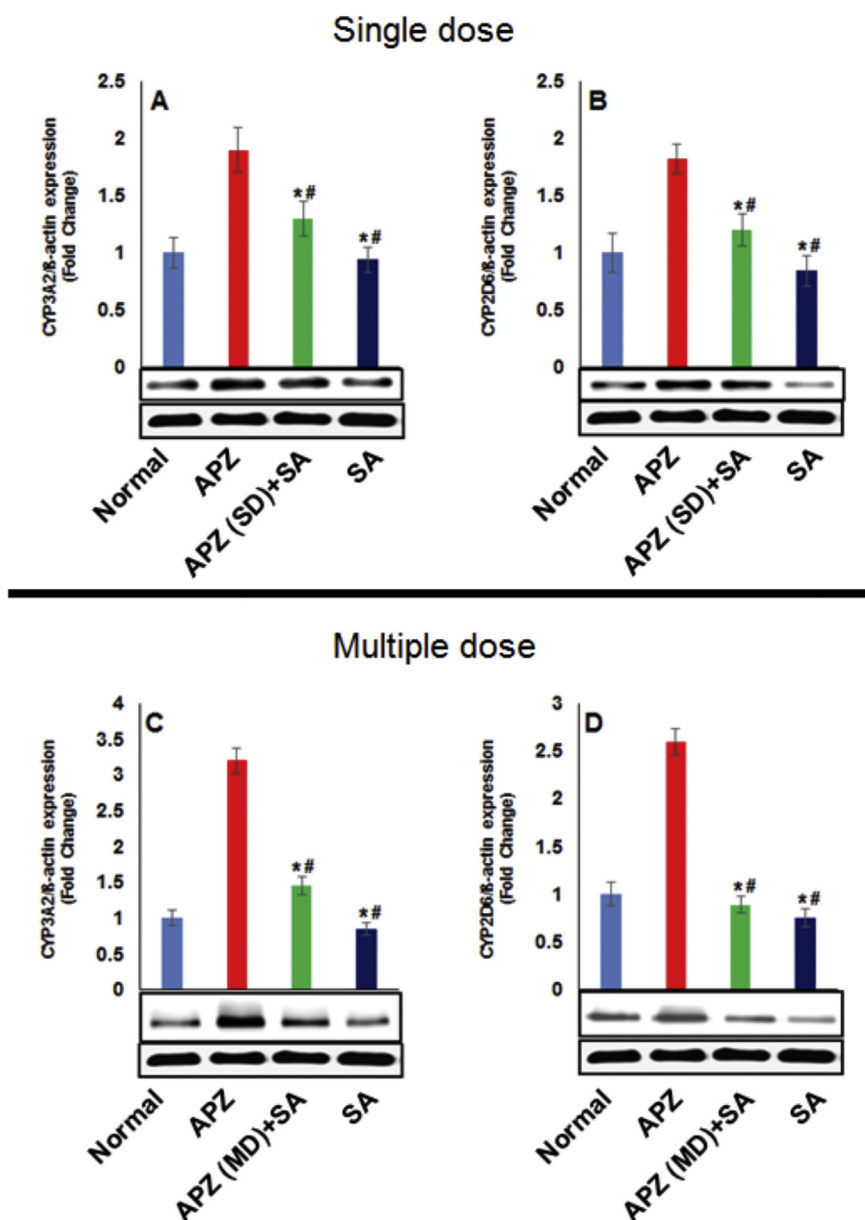 Single dose
A
CYP3A2/ß-actin expression
(Fold Change)
2.5
2
1.5
1
0.5
0
*#
*#
Normal
APZ
APZ (SD)+SA
SA
B
CYP2D6/ß-actin expression
(Fold Change)
2.5
2
1.5
1
0.5
0
*#
*#
Normal
APZ
APZ (SD)+SA
SA
Multiple dose
C
CYP3A2/ß-actin expression
(Fold Change)
4
3.5
3
2.5
2
1.5
1
0.5
0
*#
*#
Normal
APZ
APZ (MD)+SA
SA
D
CYP2D6/ß-actin expression
(Fold Change)
3
2.5
2
1.5
1
0.5
0
*#
*#
Normal
APZ
APZ (MD)+SA
SA